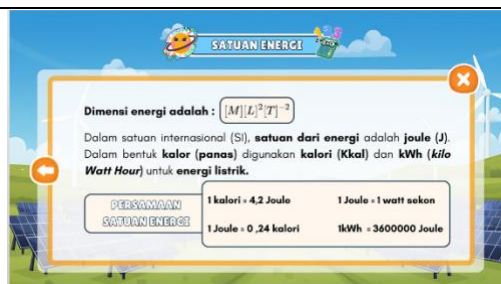 SATUAN ENERGI
Dimensi energi adalah : [M][L]²[T]⁻²
Dalam satuan internasional (SI), satuan dari energi adalah joule (J).
Dalam bentuk kalor (panas) digunakan kalori (Kkal) dan kWh (kilo
Watt Hour) untuk energi listrik.
PERSAMAAN
SATUAN ENERGI
1 kalori = 4,2 Joule
1 Joule = 1 watt sekon
1 Joule = 0 ,24 kalori
1kWh = 3600000 Joule